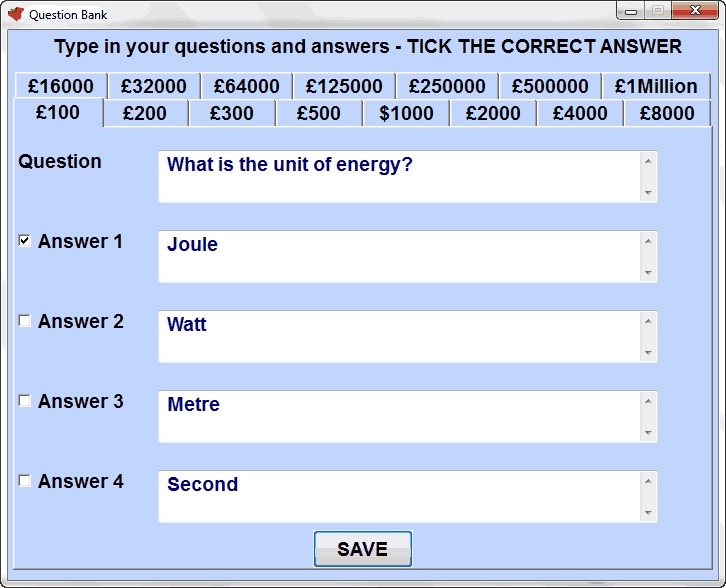 Question Bank
Type in your questions and answers - TICK THE CORRECT ANSWER
£16000 £32000 £64000 £125000 £250000 £500000 £1Million
£100 £200 £300 £500 $1000 £2000 £4000 £8000
Question What is the unit of energy?
Answer 1 Joule
Answer 2 Watt
Answer 3 Metre
Answer 4 Second
SAVE